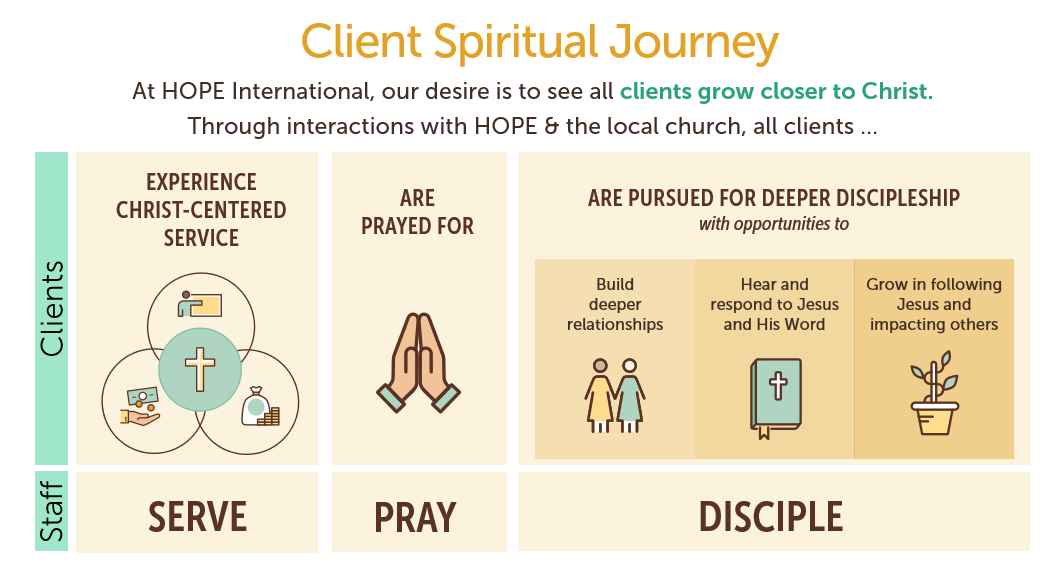 Client Spiritual Journey
At HOPE International, our desire is to see all clients grow closer to Christ.
Through interactions with HOPE & the local church, all clients ...
Clients
EXPERIENCE
CHRIST-CENTERED
SERVICE
ARE
PRAYED FOR
ARE PURSUED FOR DEEPER DISCIPLESHIP
with opportunities to
Build
deeper
relationships
Hear and
respond to Jesus
and His Word
Grow in following
Jesus and
impacting others
Staff
SERVE
PRAY
DISCIPLE